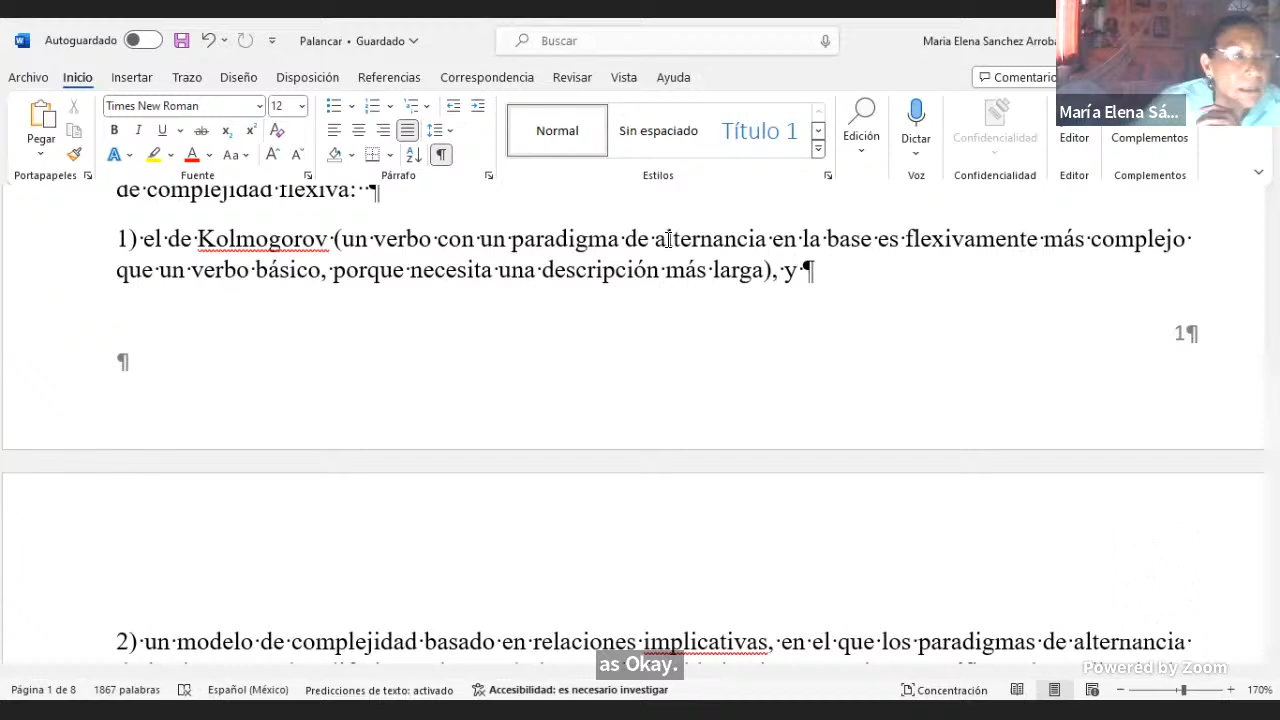 Autoguardado
Palancar • Guardado
Buscar
Maria Elena Sanchez Arroba
Archivo Inicio Insertar Trazo Diseño Disposición Referencias Correspondencia Revisar Vista Ayuda
Comentario
María Elena Sá...
Pegar
Times New Roman 12
Normal
Sin espaciado
Título 1
Edición
Dictar
Confidencialidad
Editor
Complementos
Portapapeles
Fuente
Párrafo
Estilos
Voz
Confidencialidad
Editor
Complementos
de·complejidad·flexiva:··¶
1)·el·de·Kolmogorov·(un·verbo·con·un·paradigma·de·alternancia·en·la·base·es·flexivamente·más·complejo·
que·un·verbo·básico,·porque·necesita·una·descripción·más·larga),·y·¶
1¶
¶
2)·un·modelo·de·complejidad·basado·en·relaciones·implicativas,·en·el·que·los·paradigmas·de·alternancia·
as Okay.
Powered by Zoom
Página 1 de 8
1867 palabras
Español (México)
Predicciones de texto: activado
Accesibilidad: es necesario investigar
Concentración
170%